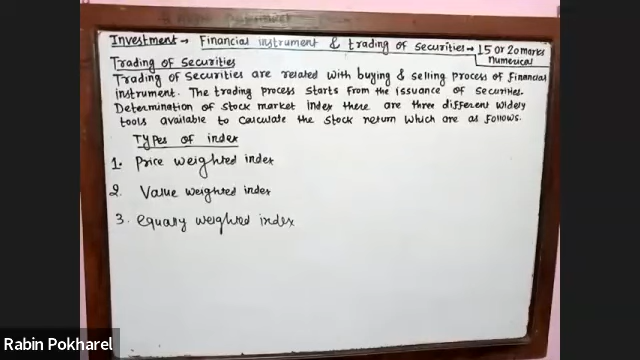 Investment → Financial instrument & trading of securities → 15 or 20 marks
Numerical
Trading of securities
Trading of securities are related with buying & selling process of Financial
instrument. The trading process starts from the issuance of securities.
Determination of stock market index there are three different widely
tools available to calculate the stock return which are as follows.
Types of index
1. Price weighted index
2. Value weighted index
3. equally weighted index
Rabin Pokharel